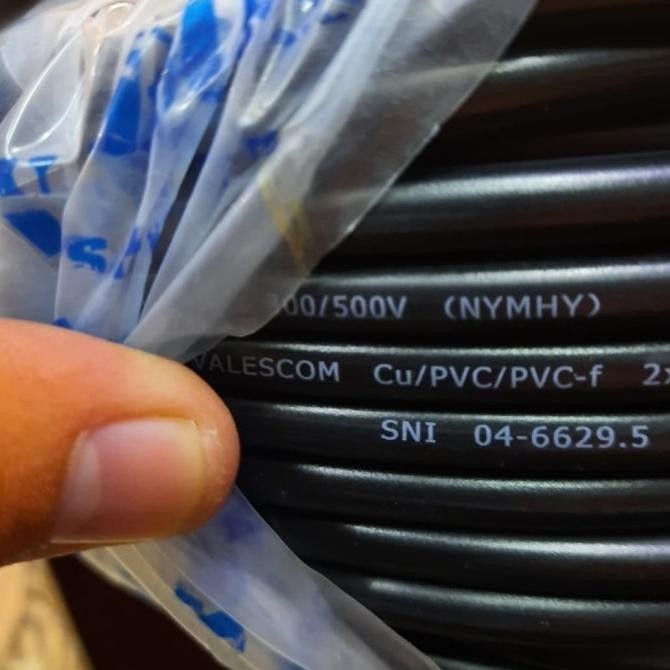 300/500V (NYMHY)
VALESCOM Cu/PVC/PVC-f 2x
SNI 04-6629.5